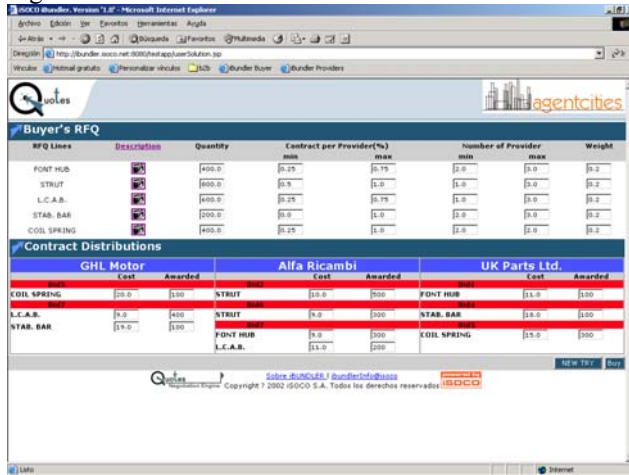 iSOCO iBundler. Version "1.0" - Microsoft Internet Explorer
Archivo Edición Ver Favoritos Herramientas Ayuda
Atrás Búsqueda Favoritos Multimedia
Dirección http://ibundler.isoco.net:8080/testapp/userSolution.jsp
Vínculos Hotmail gratuito Personalizar vínculos b2b iBundler Buyer iBundler Providers
Quotes agentcities
Buyer's RFQ
RFQ Lines Description Quantity Contract per Provider(%) Number of Provider Weight
min max min max
FONT HUB 400.0 0.25 0.75 2.0 3.0 0.2
STRUT 800.0 0.5 1.0 1.0 3.0 0.2
L.C.A.B. 600.0 0.25 0.75 1.0 3.0 0.2
STAB. BAR 200.0 0.0 1.0 2.0 3.0 0.2
COIL SPRING 400.0 0.25 1.0 2.0 3.0 0.2
Contract Distributions
GHL Motor Alfa Ricambi UK Parts Ltd.
Cost Awarded Cost Awarded Cost Awarded
COIL SPRING 20.0 100 STRUT 10.0 500 FONT HUB 11.0 100
L.C.A.B. 9.0 400 STRUT 9.0 300 STAB. BAR 18.0 100
STAB. BAR 19.0 100 FONT HUB 9.0 300 COIL SPRING 15.0 300
L.C.A.B. 11.0 200
NEW TRY Buy
Quotes Negotiation Engine Sobre iBUNDLER | ibundlerInfo@isoco powered by
Copyright ? 2002 iSOCO S.A. Todos los derechos reservados iSOCO
Listo Internet